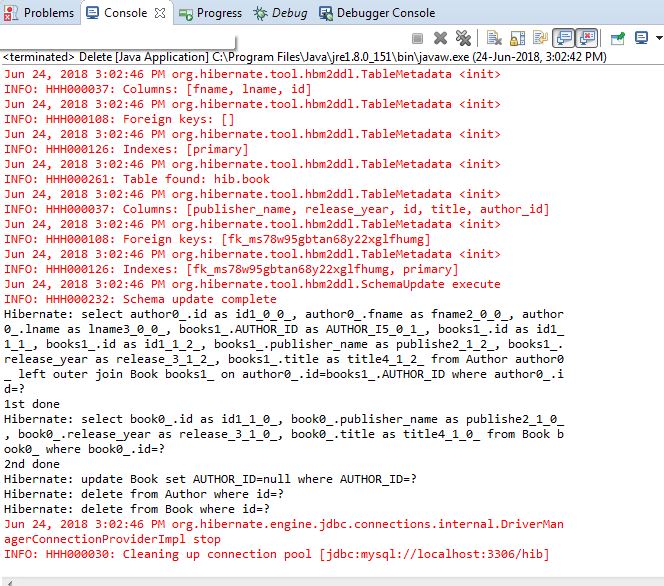 Problems Console Progress Debug Debugger Console
<terminated> Delete [Java Application] C:\Program Files\Java\jre1.8.0_151\bin\javaw.exe (24-Jun-2018, 3:02:42 PM)
Jun 24, 2018 3:02:46 PM org.hibernate.tool.hbm2ddl.TableMetadata <init>
INFO: HHH000037: Columns: [fname, lname, id]
Jun 24, 2018 3:02:46 PM org.hibernate.tool.hbm2ddl.TableMetadata <init>
INFO: HHH000108: Foreign keys: []
Jun 24, 2018 3:02:46 PM org.hibernate.tool.hbm2ddl.TableMetadata <init>
INFO: HHH000126: Indexes: [primary]
Jun 24, 2018 3:02:46 PM org.hibernate.tool.hbm2ddl.TableMetadata <init>
INFO: HHH000261: Table found: hib.book
Jun 24, 2018 3:02:46 PM org.hibernate.tool.hbm2ddl.TableMetadata <init>
INFO: HHH000037: Columns: [publisher_name, release_year, id, title, author_id]
Jun 24, 2018 3:02:46 PM org.hibernate.tool.hbm2ddl.TableMetadata <init>
INFO: HHH000108: Foreign keys: [fk_ms78w95gbtan68y22xglfhumg]
Jun 24, 2018 3:02:46 PM org.hibernate.tool.hbm2ddl.TableMetadata <init>
INFO: HHH000126: Indexes: [fk_ms78w95gbtan68y22xglfhumg, primary]
Jun 24, 2018 3:02:46 PM org.hibernate.tool.hbm2ddl.SchemaUpdate execute
INFO: HHH000232: Schema update complete
Hibernate: select author0_.id as id1_0_0_, author0_.fname as fname2_0_0_, author
0_.lname as lname3_0_0_, books1_.AUTHOR_ID as AUTHOR_I5_0_1_, books1_.id as id1_
1_1_, books1_.id as id1_1_2_, books1_.publisher_name as publishe2_1_2_, books1_.
release_year as release_3_1_2_, books1_.title as title4_1_2_ from Author author0
_ left outer join Book books1_ on author0_.id=books1_.AUTHOR_ID where author0_.i
d=?
1st done
Hibernate: select book0_.id as id1_1_0_, book0_.publisher_name as publishe2_1_0_
, book0_.release_year as release_3_1_0_, book0_.title as title4_1_0_ from Book b
ook0_ where book0_.id=?
2nd done
Hibernate: update Book set AUTHOR_ID=null where AUTHOR_ID=?
Hibernate: delete from Author where id=?
Hibernate: delete from Book where id=?
Jun 24, 2018 3:02:46 PM org.hibernate.engine.jdbc.connections.internal.DriverMan
agerConnectionProviderImpl stop
INFO: HHH000030: Cleaning up connection pool [jdbc:mysql://localhost:3306/hib]